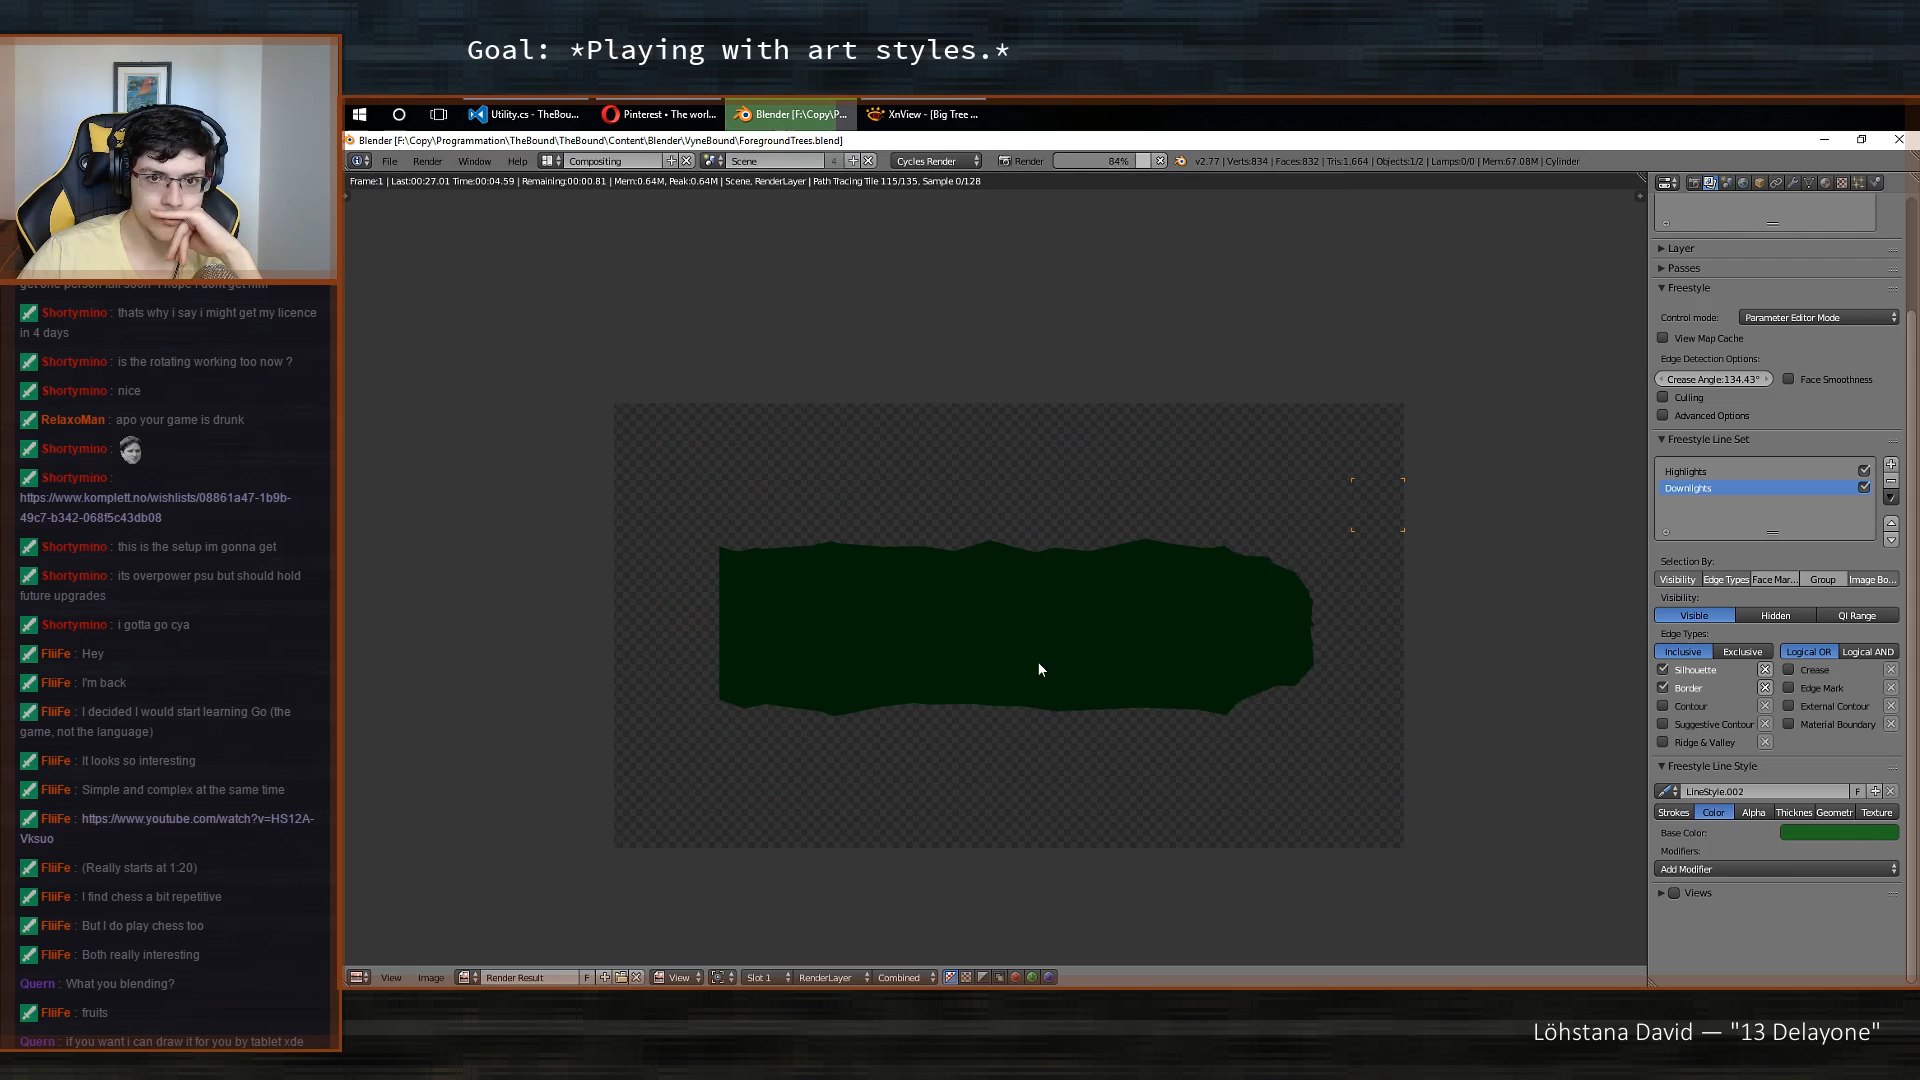 Goal: *Playing with art styles.*
Utility.cs - TheBou...
Pinterest • The worl...
Blender [F:\Copy\P...
XnView - [Big Tree ...
Blender [F:\Copy\Programmation\TheBound\TheBound\Content\Blender\VyneBound\ForegroundTrees.blend]
File Render Window Help Compositing Scene 4 Cycles Render Render 84% v2.77 | Verts:834 | Faces:832 | Tris:1,664 | Objects:1/2 | Lamps:0/0 | Mem:67.08M | Cylinder
Frame:1 | Last:00:27.01 Time:00:04.59 | Remaining:00:00.81 | Mem:0.64M, Peak:0.64M | Scene, RenderLayer | Path Tracing Tile 115/135, Sample 0/128
Shortymino : thats why i say i might get my licence
in 4 days
Shortymino : is the rotating working too now ?
Shortymino : nice
RelaxoMan : apo your game is drunk
Shortymino :
Shortymino :
https://www.komplett.no/wishlists/08861a47-1b9b-
49c7-b342-068f5c43db08
Shortymino : this is the setup im gonna get
Shortymino : its overpower psu but should hold
future upgrades
Shortymino : i gotta go cya
FliiFe : Hey
FliiFe : I'm back
FliiFe : I decided I would start learning Go (the
game, not the language)
FliiFe : It looks so interesting
FliiFe : Simple and complex at the same time
FliiFe : https://www.youtube.com/watch?v=HS12A-
Vksuo
FliiFe : (Really starts at 1:20)
FliiFe : I find chess a bit repetitive
FliiFe : But I do play chess too
FliiFe : Both really interesting
Quern : What you blending?
FliiFe : fruits
Quern : if you want i can draw it for you by tablet xde
Layer
Passes
Freestyle
Control mode: Parameter Editor Mode
View Map Cache
Edge Detection Options:
Crease Angle:134.43° Face Smoothness
Culling
Advanced Options
Freestyle Line Set
Highlights
Downlights
Selection By:
Visibility Edge Types Face Mar... Group Image Bo...
Visibility:
Visible Hidden QI Range
Edge Types:
Inclusive Exclusive Logical OR Logical AND
Silhouette Crease
Border Edge Mark
Contour External Contour
Suggestive Contour Material Boundary
Ridge & Valley
Freestyle Line Style
LineStyle.002 F
Strokes Color Alpha Thicknes Geometr Texture
Base Color:
Modifiers:
Add Modifier
Views
View Image Render Result F View Slot 1 RenderLayer Combined
Löhstana David — "13 Delayone"